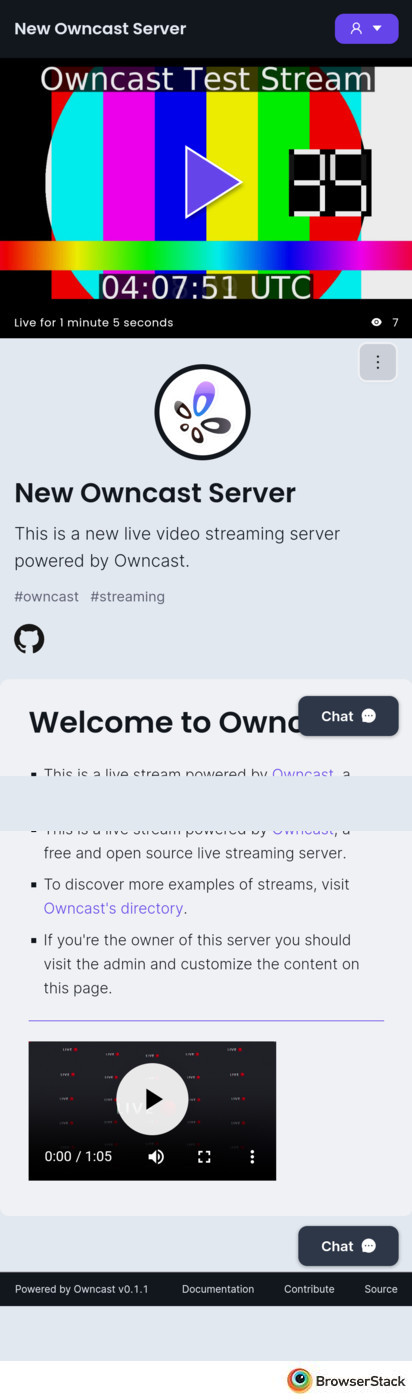 New Owncast Server
Owncast Test Stream
35
04:07:51 UTC
Live for 1 minute 5 seconds
7
New Owncast Server
This is a new live video streaming server
powered by Owncast.
#owncast #streaming
Welcome to Ownc
Chat
This is a live stream powered by Owncast, a
This is a live stream powered by Owncast, a
free and open source live streaming server.
To discover more examples of streams, visit
Owncast's directory.
If you're the owner of this server you should
visit the admin and customize the content on
this page.
0:00 / 1:05
Chat
Powered by Owncast v0.1.1 Documentation Contribute Source
BrowserStack